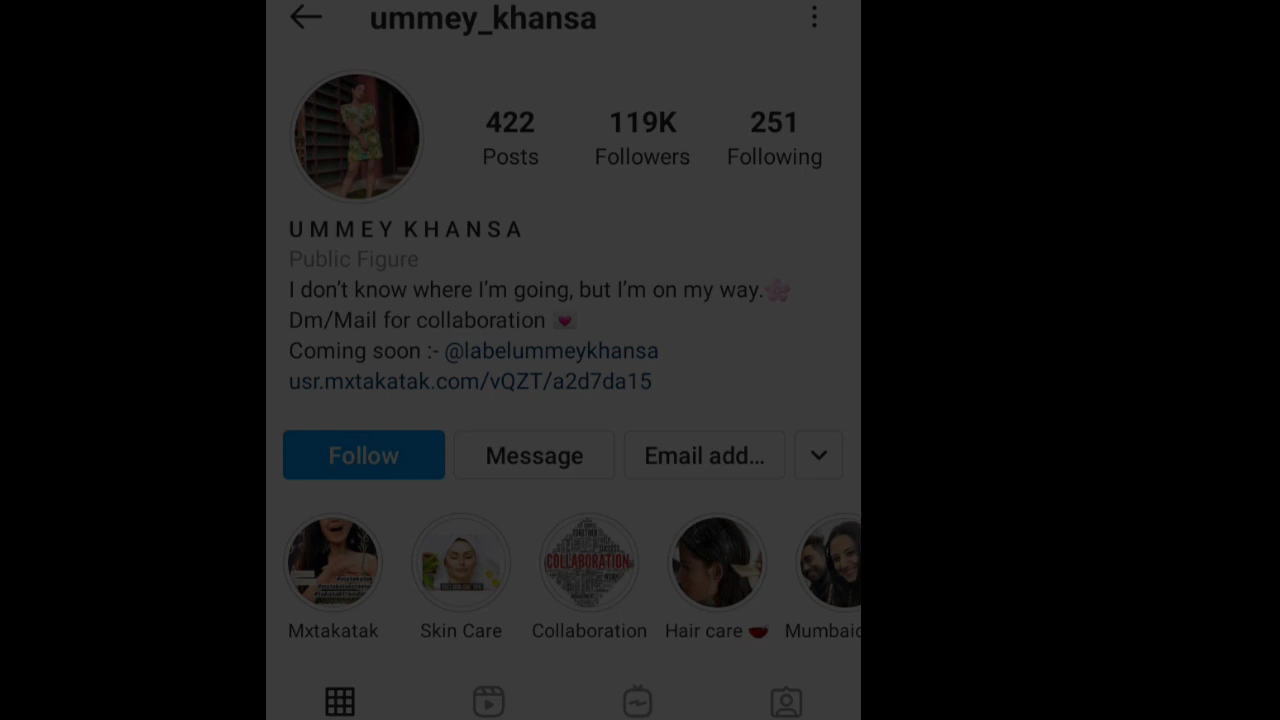 ummey_khansa
422 119K 251
Posts Followers Following
U M M E Y K H A N S A
Public Figure
I don't know where I'm going, but I'm on my way.🌸
Dm/Mail for collaboration 💌
Coming soon :- @labelummeykhansa
usr.mxtakatak.com/vQZT/a2d7da15
Follow Message Email add...
COLLABORATION
Mxtakatak Skin Care Collaboration Hair care 🍉 Mumbai